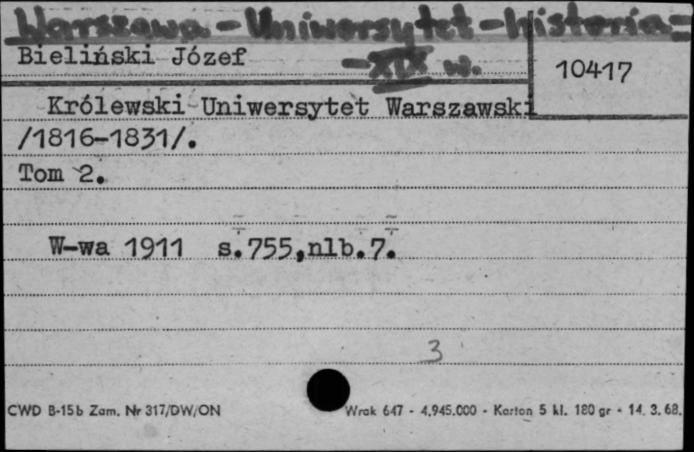 Warszawa - Uniwersytet - historia -
- XIX w.
Bieliński Józef
10417
Królewski Uniwersytet Warszawski
/1816-1831/.
Tom 2.
W-wa 1911 s.755,nlb.7.
3
CWD B-15b Zam. Nr 317/DW/ON
Wrak 647 - 4.945.000 - Karton 5 kl. 180 gr - 14. 3. 68.